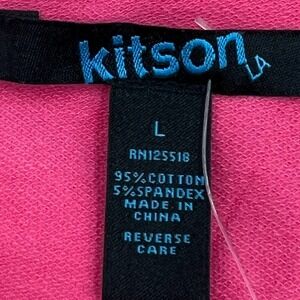 kitson LA
L
RN125518
95%COTTON
5%SPANDEX
MADE IN
CHINA
REVERSE
CARE